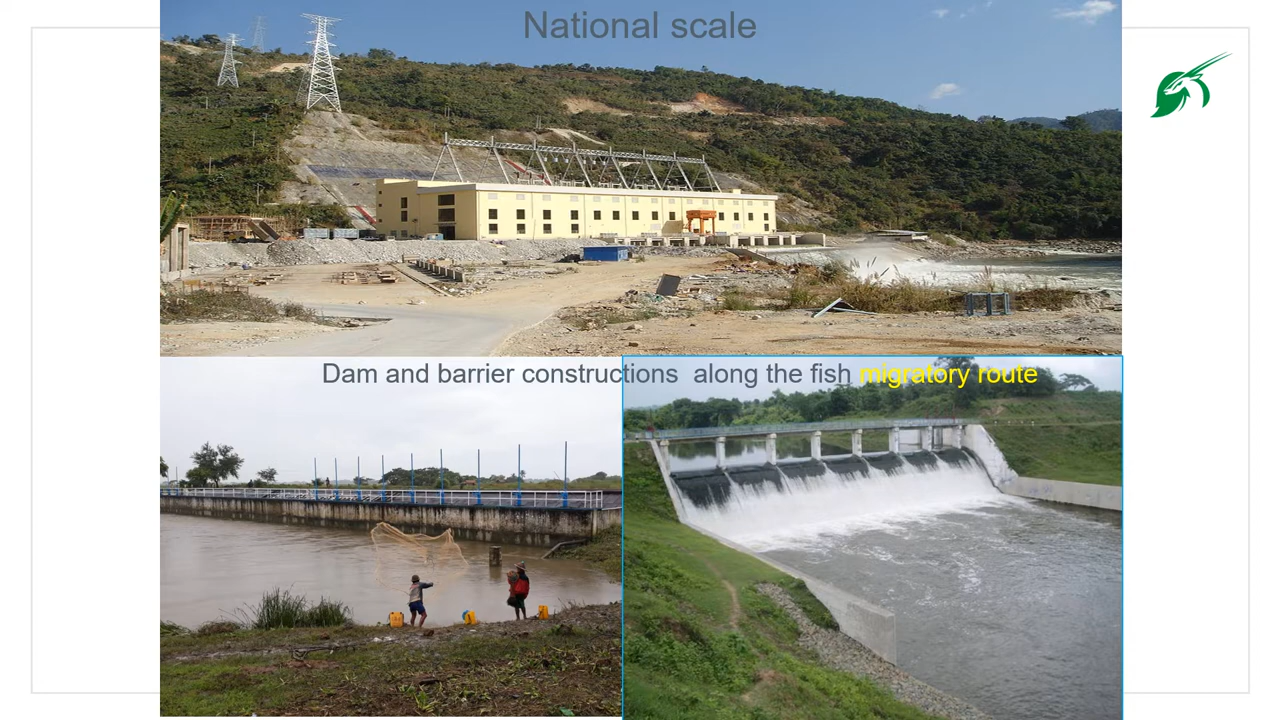 National scale
Dam and barrier constructions  along the fish migratory route